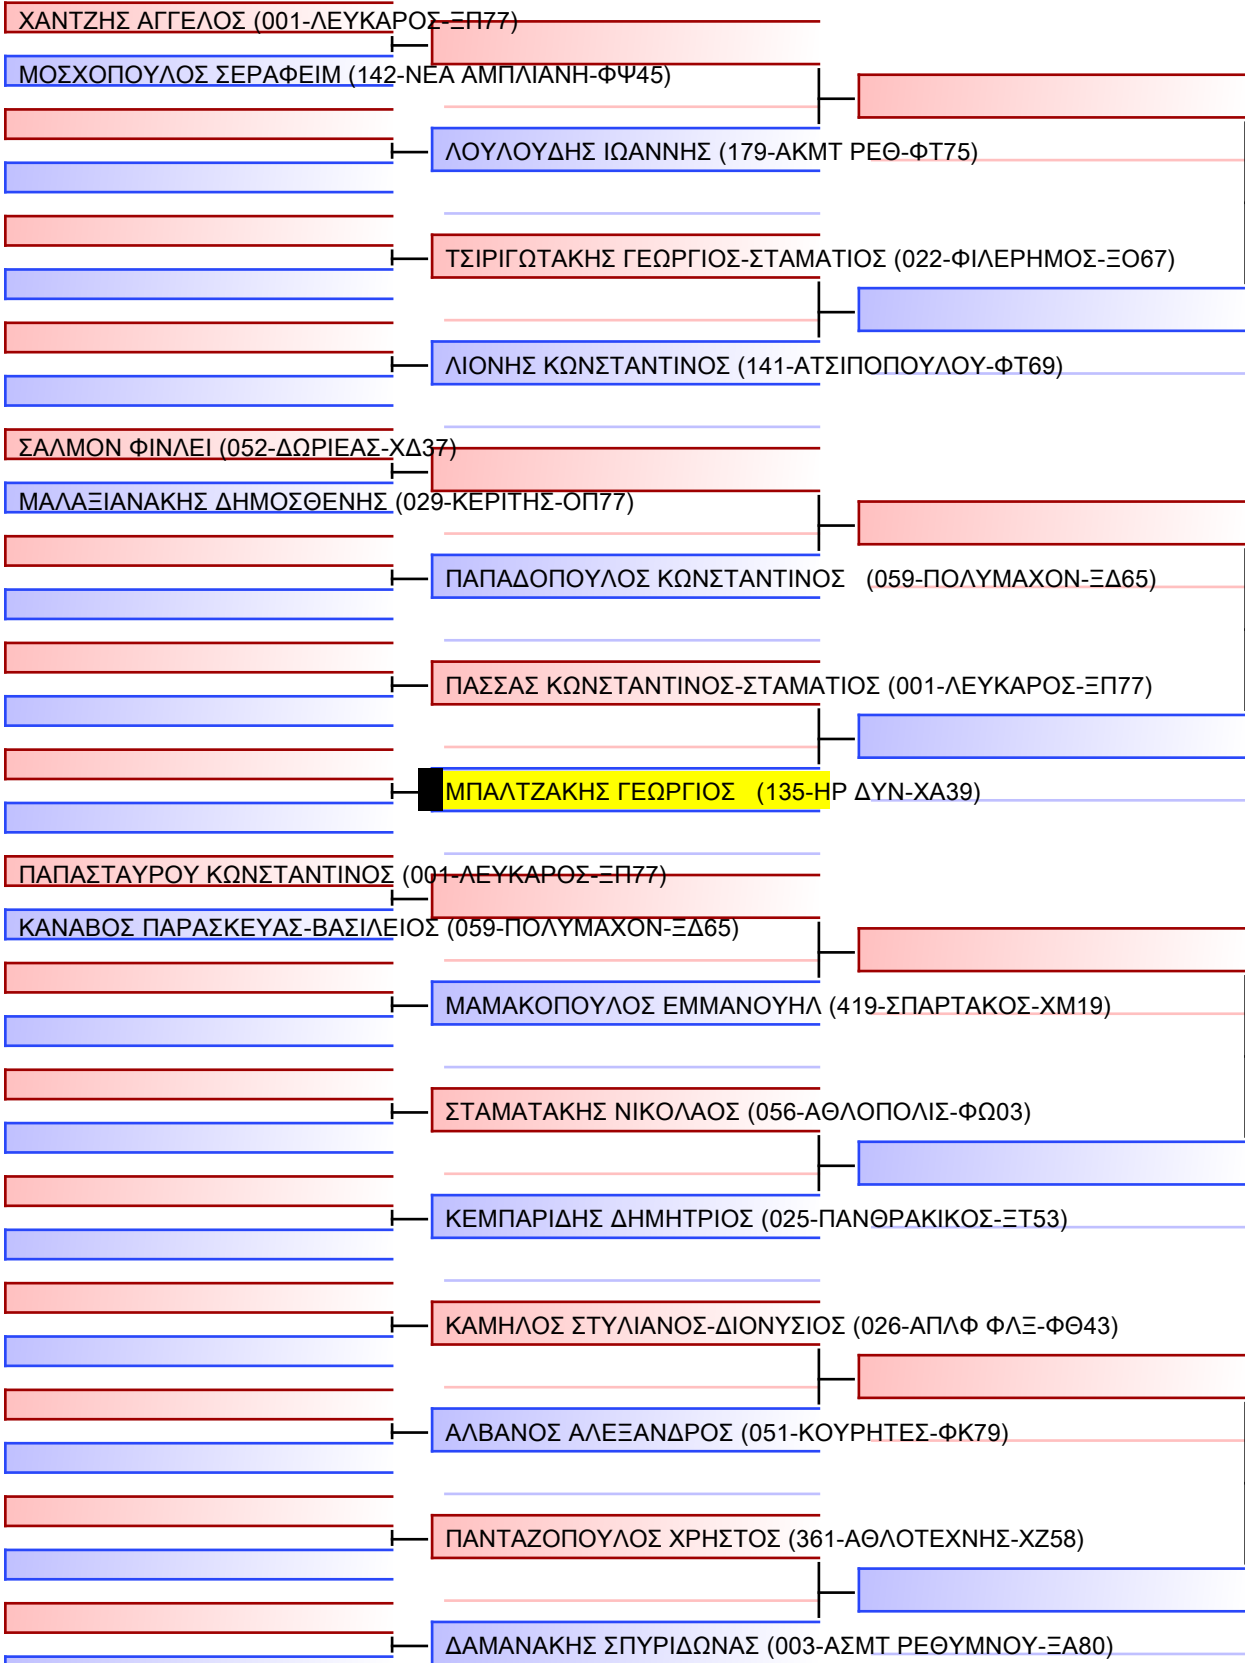 ΧΑΝΤΖΗΣ ΑΓΓΕΛΟΣ (001-ΛΕΥΚΑΡΟΣ-ΞΠ77)
ΜΟΣΧΟΠΟΥΛΟΣ ΣΕΡΑΦΕΙΜ (142-ΝΕΑ ΑΜΠΛΙΑΝΗ-ΦΨ45)
ΛΟΥΛΟΥΔΗΣ ΙΩΑΝΝΗΣ (179-ΑΚΜΤ ΡΕΘ-ΦΤ75)
ΤΣΙΡΙΓΩΤΑΚΗΣ ΓΕΩΡΓΙΟΣ-ΣΤΑΜΑΤΙΟΣ (022-ΦΙΛΕΡΗΜΟΣ-ΞΟ67)
ΛΙΟΝΗΣ ΚΩΝΣΤΑΝΤΙΝΟΣ (141-ΑΤΣΙΠΟΠΟΥΛΟΥ-ΦΤ69)
ΣΑΛΜΟΝ ΦΙΝΛΕΙ (052-ΔΩΡΙΕΑΣ-ΧΔ37)
ΜΑΛΑΞΙΑΝΑΚΗΣ ΔΗΜΟΣΘΕΝΗΣ (029-ΚΕΡΙΤΗΣ-ΟΠ77)
ΠΑΠΑΔΟΠΟΥΛΟΣ ΚΩΝΣΤΑΝΤΙΝΟΣ (059-ΠΟΛΥΜΑΧΟΝ-ΞΔ65)
ΠΑΣΣΑΣ ΚΩΝΣΤΑΝΤΙΝΟΣ-ΣΤΑΜΑΤΙΟΣ (001-ΛΕΥΚΑΡΟΣ-ΞΠ77)
ΜΠΑΛΤΖΑΚΗΣ ΓΕΩΡΓΙΟΣ (135-ΗΡ ΔΥΝ-ΧΑ39)
ΠΑΠΑΣΤΑΥΡΟΥ ΚΩΝΣΤΑΝΤΙΝΟΣ (001-ΛΕΥΚΑΡΟΣ-ΞΠ77)
ΚΑΝΑΒΟΣ ΠΑΡΑΣΚΕΥΑΣ-ΒΑΣΙΛΕΙΟΣ (059-ΠΟΛΥΜΑΧΟΝ-ΞΔ65)
ΜΑΜΑΚΟΠΟΥΛΟΣ ΕΜΜΑΝΟΥΗΛ (419-ΣΠΑΡΤΑΚΟΣ-ΧΜ19)
ΣΤΑΜΑΤΑΚΗΣ ΝΙΚΟΛΑΟΣ (056-ΑΘΛΟΠΟΛΙΣ-ΦΩ03)
ΚΕΜΠΑΡΙΔΗΣ ΔΗΜΗΤΡΙΟΣ (025-ΠΑΝΘΡΑΚΙΚΟΣ-ΞΤ53)
ΚΑΜΗΛΟΣ ΣΤΥΛΙΑΝΟΣ-ΔΙΟΝΥΣΙΟΣ (026-ΑΠΛΦ ΦΛΞ-ΦΘ43)
ΑΛΒΑΝΟΣ ΑΛΕΞΑΝΔΡΟΣ (051-ΚΟΥΡΗΤΕΣ-ΦΚ79)
ΠΑΝΤΑΖΟΠΟΥΛΟΣ ΧΡΗΣΤΟΣ (361-ΑΘΛΟΤΕΧΝΗΣ-ΧΖ58)
ΔΑΜΑΝΑΚΗΣ ΣΠΥΡΙΔΩΝΑΣ (003-ΑΣΜΤ ΡΕΘΥΜΝΟΥ-ΞΑ80)